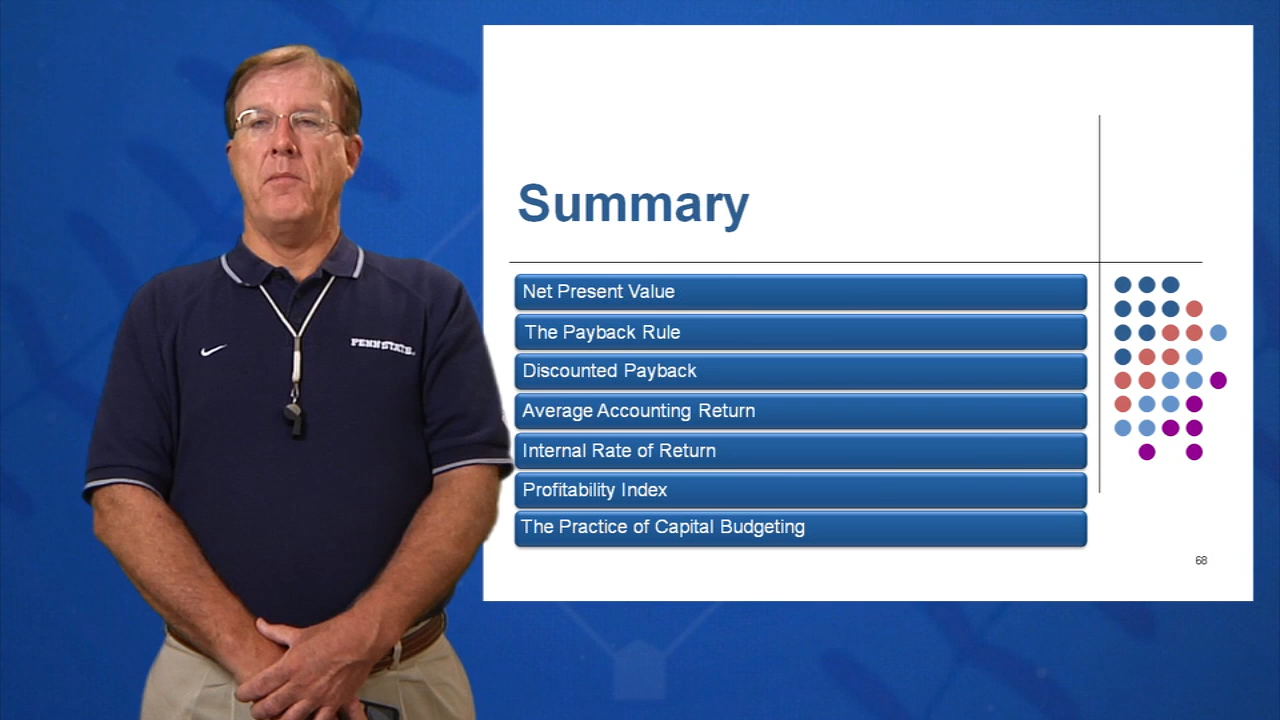 PENN STATE
Summary
Net Present Value
The Payback Rule
Discounted Payback
Average Accounting Return
Internal Rate of Return
Profitability Index
The Practice of Capital Budgeting
68